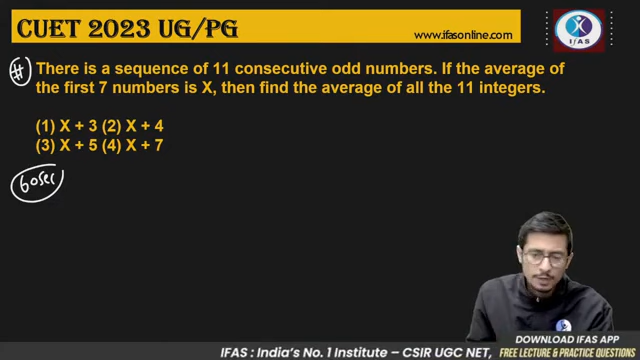 CUET 2023 UG/PG
www.ifasonline.com
iFAS
# There is a sequence of 11 consecutive odd numbers. If the average of
the first 7 numbers is X, then find the average of all the 11 integers.
(1) X + 3 (2) X + 4
(3) X + 5 (4) X + 7
60sec
DOWNLOAD IFAS APP
IFAS : India's No. 1 Institute – CSIR UGC NET, FREE LECTURE & PRACTICE QUESTIONS